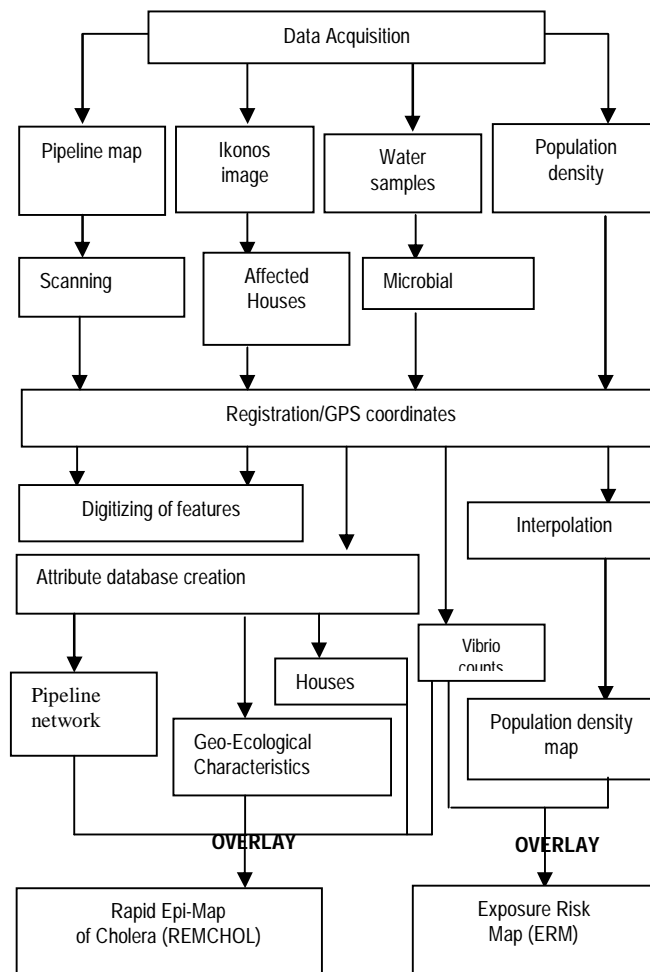 Data Acquisition
Pipeline map
Ikonos
image
Water
samples
Population
density
Scanning
Affected
Houses
Microbial
Registration/GPS coordinates
Digitizing of features
Interpolation
Attribute database creation
Vibrio
counts
Houses
Pipeline
network
Geo-Ecological
Characteristics
Population density
map
OVERLAY
OVERLAY
Rapid Epi-Map
of Cholera (REMCHOL)
Exposure Risk
Map (ERM)